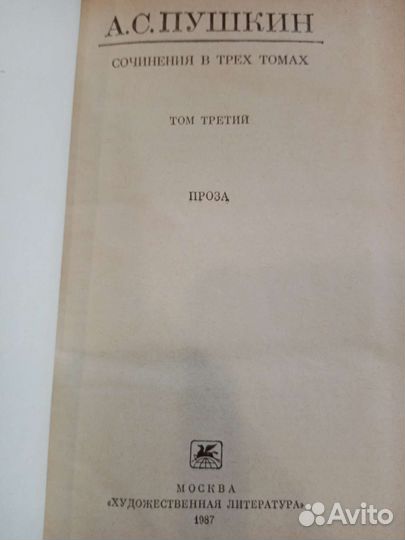 А.С.ПУШКИН
СОЧИНЕНИЯ В ТРЕХ ТОМАХ
ТОМ ТРЕТИЙ
ПРОЗА
МОСКВА
«ХУДОЖЕСТВЕННАЯ ЛИТЕРАТУРА»
1987
Avito